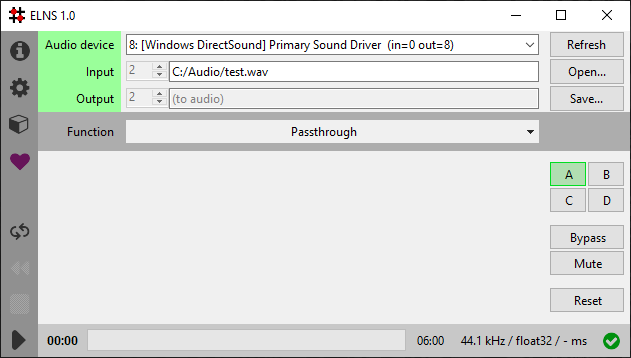 ELNS 1.0
Audio device 8: [Windows DirectSound] Primary Sound Driver (in=0 out=8) Refresh
Input 2 C:/Audio/test.wav Open...
Output 2 (to audio) Save...
Function Passthrough
A B
C D
Bypass
Mute
Reset
00:00 06:00 44.1 kHz / float32 / - ms